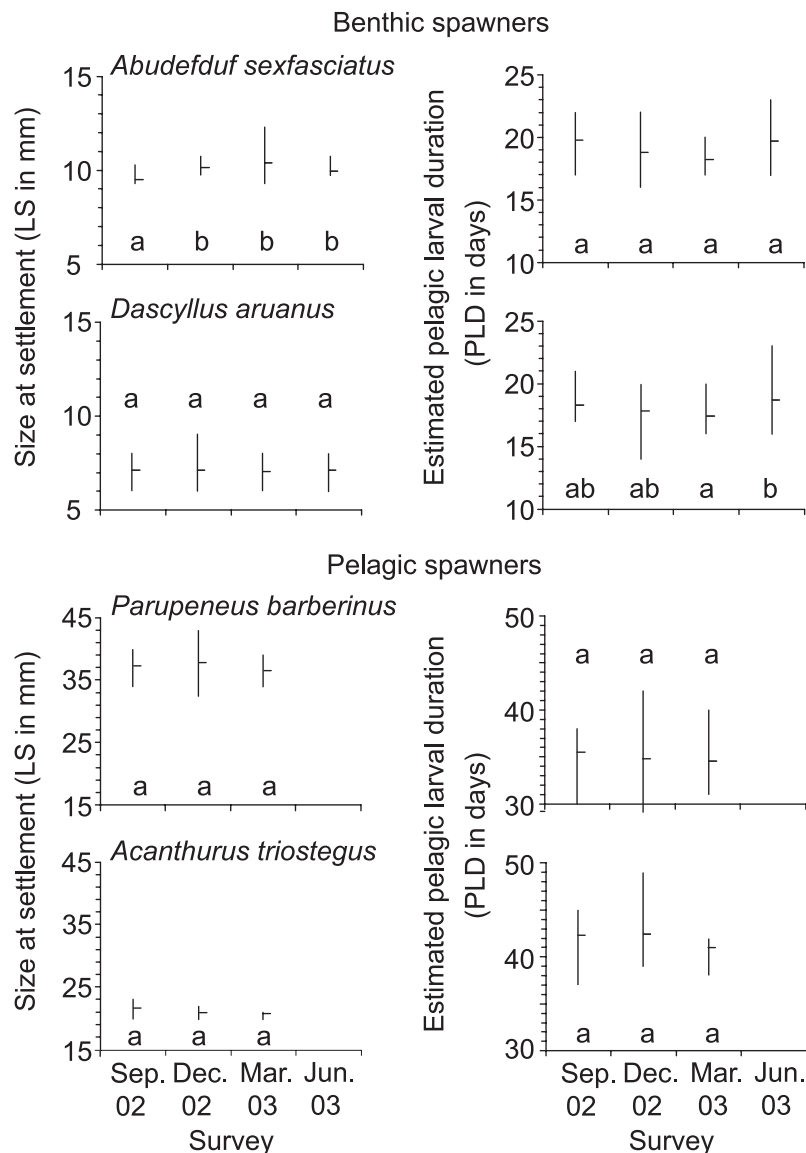 Benthic spawners
Abudefduf sexfasciatus
Size at settlement (LS in mm)
15
10
5
a b b b
Estimated pelagic larval duration
(PLD in days)
25
20
15
10
a a a a
Dascyllus aruanus
15
10
5
a a a a
25
20
15
10
ab ab a b
Pelagic spawners
Parupeneus barberinus
Size at settlement (LS in mm)
45
35
25
15
a a a
Estimated pelagic larval duration
(PLD in days)
50
40
30
a a a
Acanthurus triostegus
45
35
25
15
a a a
50
40
30
a a a
Sep. Dec. Mar. Jun.
02 02 03 03
Survey
Sep. Dec. Mar. Jun.
02 02 03 03
Survey